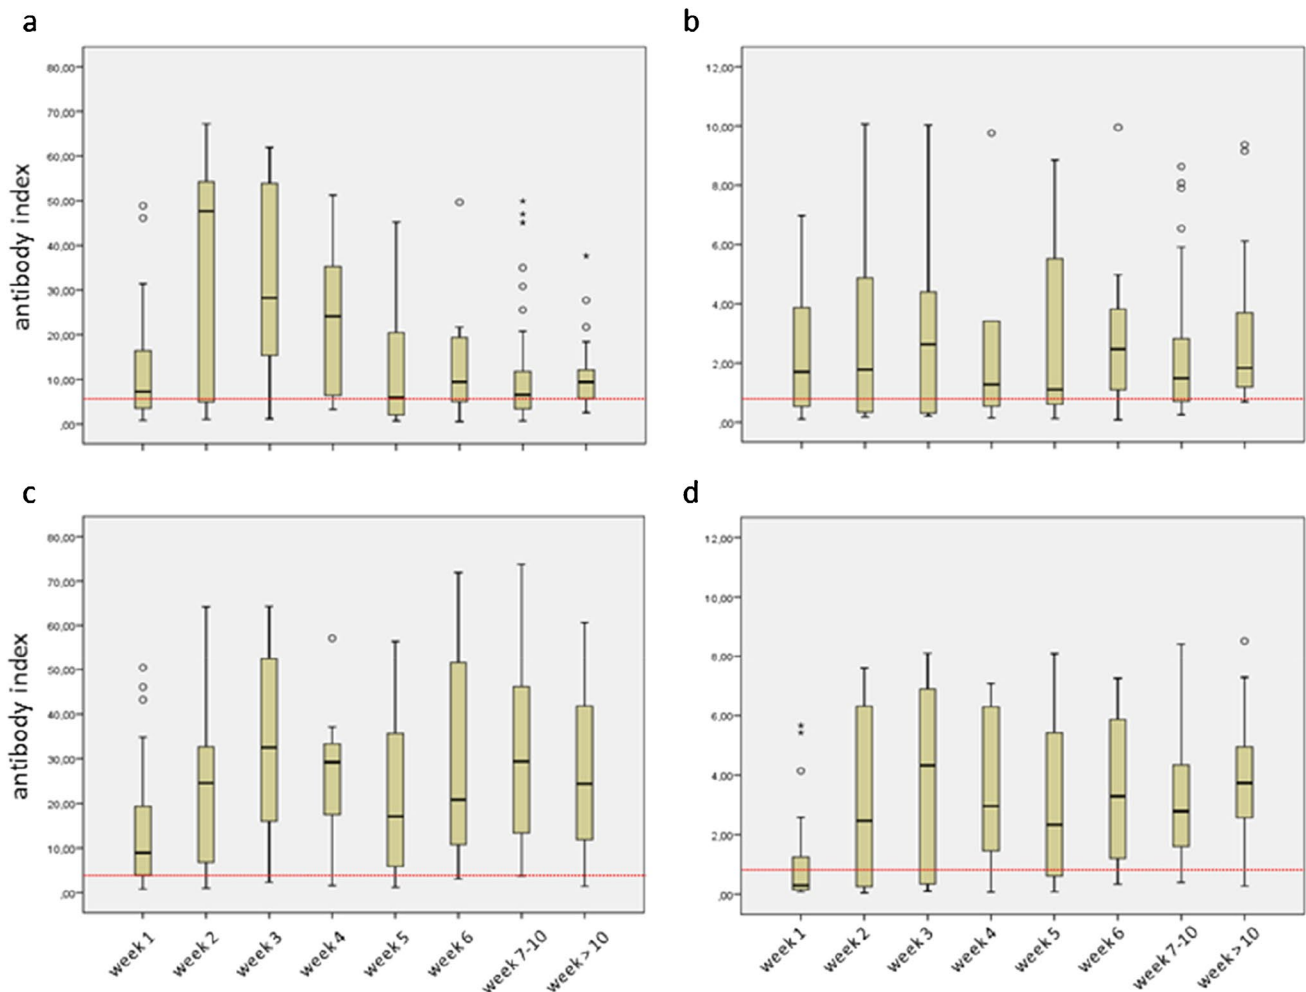 a
80,00
70,00
60,00
50,00
40,00
30,00
20,00
10,00
,00
antibody index
b
12,00
10,00
8,00
6,00
4,00
2,00
,00
c
80,00
70,00
60,00
50,00
40,00
30,00
20,00
10,00
,00
antibody index
week 1
week 2
week 3
week 4
week 5
week 6
week 7-10
week > 10
d
12,00
10,00
8,00
6,00
4,00
2,00
,00
week 1
week 2
week 3
week 4
week 5
week 6
week 7-10
week > 10